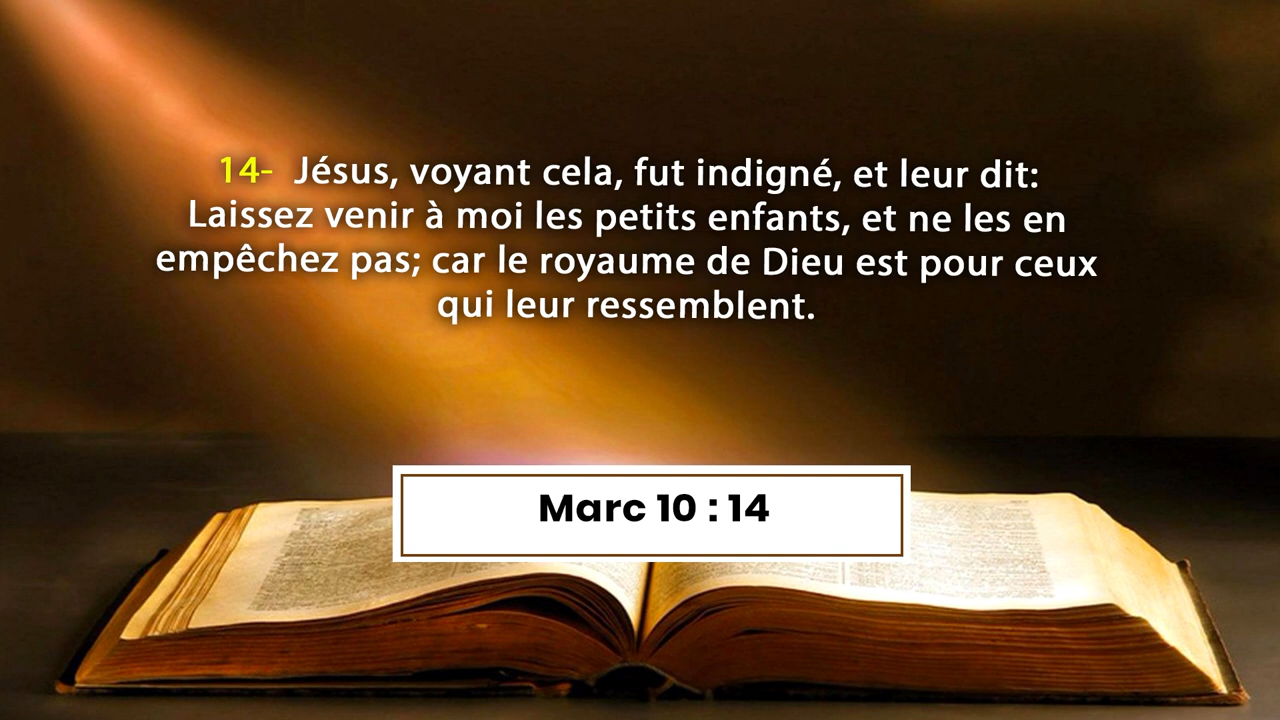 14- Jésus, voyant cela, fut indigné, et leur dit:
Laissez venir à moi les petits enfants, et ne les en
empêchez pas; car le royaume de Dieu est pour ceux
qui leur ressemblent.
Marc 10 : 14